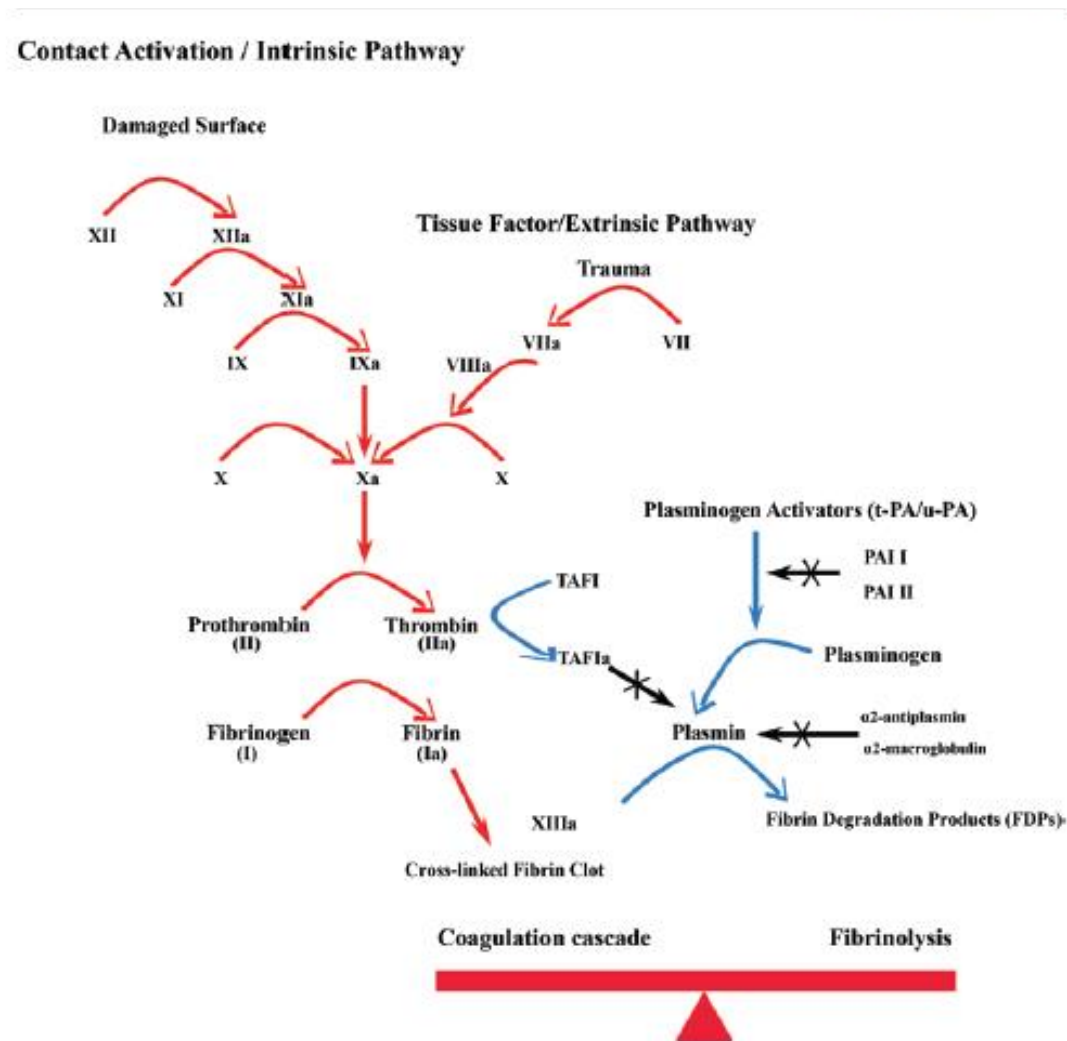 Contact Activation / Intrinsic Pathway
Damaged Surface
XII
XIIa
Tissue Factor/Extrinsic Pathway
Trauma
XI
XIa
VIIa
VII
IX
IXa
VIIIa
X
Xa
X
Plasminogen Activators (t-PA/u-PA)
PAI I
PAI II
TAFI
Prothrombin
(II)
Thrombin
(IIa)
TAFIa
Plasminogen
Fibrinogen
(I)
Fibrin
(Ia)
Plasmin
α2-antiplasmin
α2-macroglobudin
XIIIa
Fibrin Degradation Products (FDPs)
Cross-linked Fibrin Clot
Coagulation cascade
Fibrinolysis